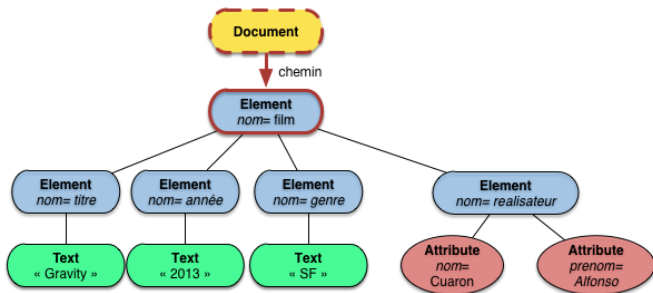 Document
chemin
Element
nom= film
Element
nom= titre
Element
nom= année
Element
nom= genre
Element
nom= realisateur
Text
« Gravity »
Text
« 2013 »
Text
« SF »
Attribute
nom=
Cuaron
Attribute
prenom=
Alfonso